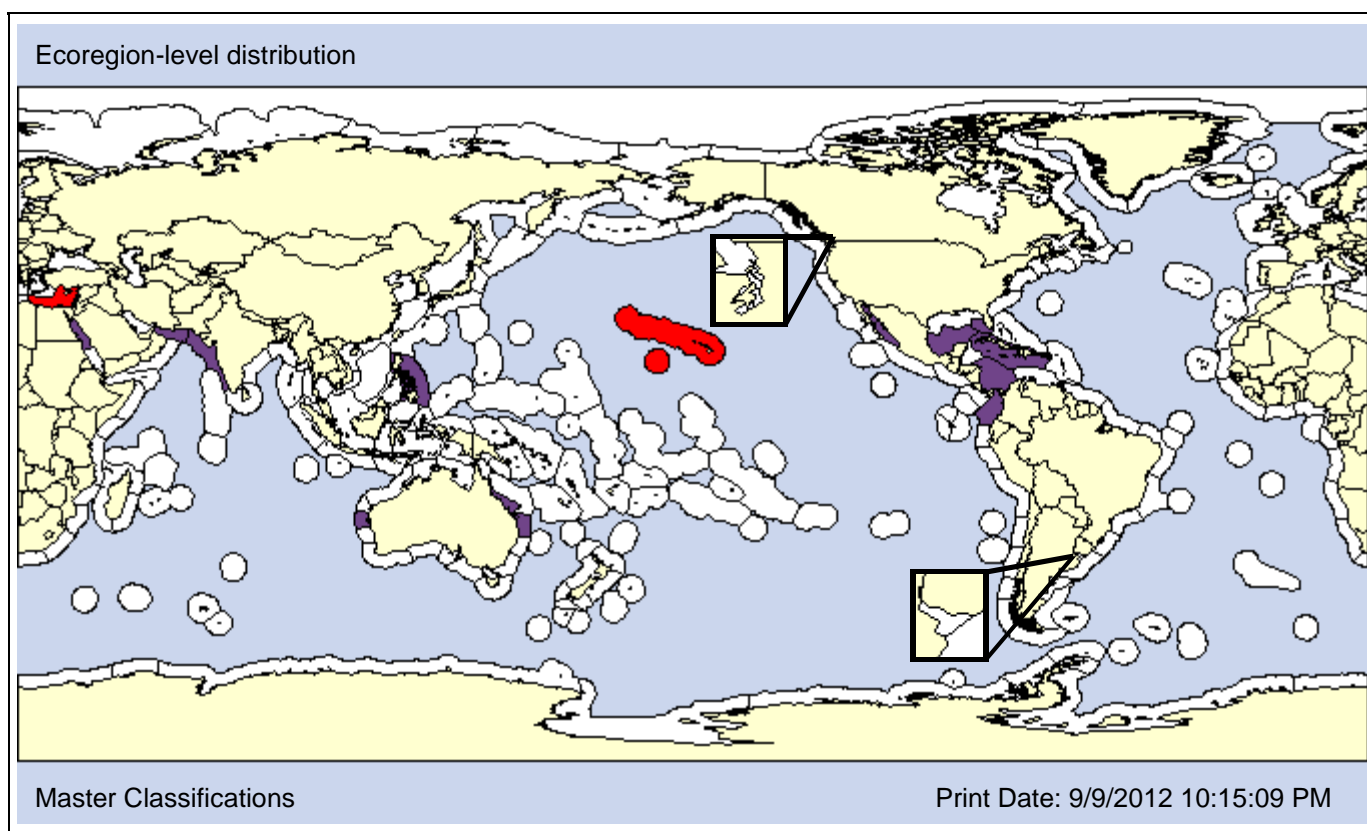 Ecoregion-level distribution
Master Classifications
Print Date: 9/9/2012 10:15:09 PM